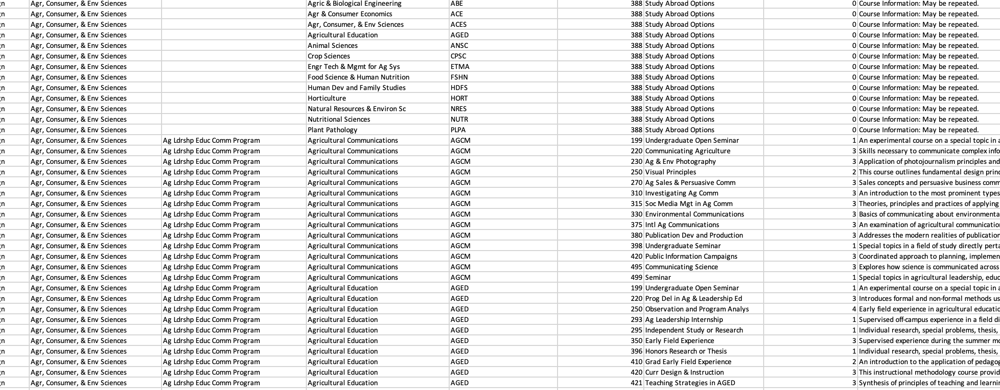 gn Agr, Consumer, & Env Sciences Agric & Biological Engineering ABE 388 Study Abroad Options 0 Course Information: May be repeated.
gn Agr, Consumer, & Env Sciences Agr & Consumer Economics ACE 388 Study Abroad Options 0 Course Information: May be repeated.
gn Agr, Consumer, & Env Sciences Agr, Consumer, & Env Sciences ACES 388 Study Abroad Options 0 Course Information: May be repeated.
gn Agr, Consumer, & Env Sciences Agricultural Education AGED 388 Study Abroad Options 0 Course Information: May be repeated.
gn Agr, Consumer, & Env Sciences Animal Sciences ANSC 388 Study Abroad Options 0 Course Information: May be repeated.
gn Agr, Consumer, & Env Sciences Crop Sciences CPSC 388 Study Abroad Options 0 Course Information: May be repeated.
gn Agr, Consumer, & Env Sciences Engr Tech & Mgmt for Ag Sys ETMA 388 Study Abroad Options 0 Course Information: May be repeated.
gn Agr, Consumer, & Env Sciences Food Science & Human Nutrition FSHN 388 Study Abroad Options 0 Course Information: May be repeated.
gn Agr, Consumer, & Env Sciences Human Dev and Family Studies HDFS 388 Study Abroad Options 0 Course Information: May be repeated.
gn Agr, Consumer, & Env Sciences Horticulture HORT 388 Study Abroad Options 0 Course Information: May be repeated.
gn Agr, Consumer, & Env Sciences Natural Resources & Environ Sc NRES 388 Study Abroad Options 0 Course Information: May be repeated.
gn Agr, Consumer, & Env Sciences Nutritional Sciences NUTR 388 Study Abroad Options 0 Course Information: May be repeated.
gn Agr, Consumer, & Env Sciences Plant Pathology PLPA 388 Study Abroad Options 0 Course Information: May be repeated.
gn Agr, Consumer, & Env Sciences Ag Ldrshp Educ Comm Program Agricultural Communications AGCM 199 Undergraduate Open Seminar 1 An experimental course on a special topic in a
gn Agr, Consumer, & Env Sciences Ag Ldrshp Educ Comm Program Agricultural Communications AGCM 220 Communicating Agriculture 3 Skills necessary to communicate complex info
gn Agr, Consumer, & Env Sciences Ag Ldrshp Educ Comm Program Agricultural Communications AGCM 230 Ag & Env Photography 3 Application of photojournalism principles and
gn Agr, Consumer, & Env Sciences Ag Ldrshp Educ Comm Program Agricultural Communications AGCM 250 Visual Principles 2 This course outlines fundamental design princ
gn Agr, Consumer, & Env Sciences Ag Ldrshp Educ Comm Program Agricultural Communications AGCM 270 Ag Sales & Persuasive Comm 3 Sales concepts and persuasive business comm
gn Agr, Consumer, & Env Sciences Ag Ldrshp Educ Comm Program Agricultural Communications AGCM 310 Investigating Ag Comm 3 An introduction to the most prominent types
gn Agr, Consumer, & Env Sciences Ag Ldrshp Educ Comm Program Agricultural Communications AGCM 315 Soc Media Mgt in Ag Comm 3 Theories, principles and practices of applying
gn Agr, Consumer, & Env Sciences Ag Ldrshp Educ Comm Program Agricultural Communications AGCM 330 Environmental Communications 3 Basics of communicating about environmenta
gn Agr, Consumer, & Env Sciences Ag Ldrshp Educ Comm Program Agricultural Communications AGCM 375 Intl Ag Communications 3 An examination of agricultural communicatio
gn Agr, Consumer, & Env Sciences Ag Ldrshp Educ Comm Program Agricultural Communications AGCM 380 Publication Dev and Production 3 Addresses the modern realities of publication
gn Agr, Consumer, & Env Sciences Ag Ldrshp Educ Comm Program Agricultural Communications AGCM 398 Undergraduate Seminar 1 Special topics in a field of study directly perta
gn Agr, Consumer, & Env Sciences Ag Ldrshp Educ Comm Program Agricultural Communications AGCM 420 Public Information Campaigns 3 Coordinated approach to planning, implemen
gn Agr, Consumer, & Env Sciences Ag Ldrshp Educ Comm Program Agricultural Communications AGCM 495 Communicating Science 3 Explores how science is communicated across
gn Agr, Consumer, & Env Sciences Ag Ldrshp Educ Comm Program Agricultural Communications AGCM 499 Seminar 1 Special topics in agricultural leadership, educ
gn Agr, Consumer, & Env Sciences Ag Ldrshp Educ Comm Program Agricultural Education AGED 199 Undergraduate Open Seminar 1 An experimental course on a special topic in a
gn Agr, Consumer, & Env Sciences Ag Ldrshp Educ Comm Program Agricultural Education AGED 220 Prog Del in Ag & Leadership Ed 3 Introduces formal and non-formal methods us
gn Agr, Consumer, & Env Sciences Ag Ldrshp Educ Comm Program Agricultural Education AGED 250 Observation and Program Analys 4 Early field experience in agricultural educatio
gn Agr, Consumer, & Env Sciences Ag Ldrshp Educ Comm Program Agricultural Education AGED 293 Ag Leadership Internship 1 Supervised off-campus experience in a field di
gn Agr, Consumer, & Env Sciences Ag Ldrshp Educ Comm Program Agricultural Education AGED 295 Independent Study or Research 1 Individual research, special problems, thesis,
gn Agr, Consumer, & Env Sciences Ag Ldrshp Educ Comm Program Agricultural Education AGED 350 Early Field Experience 3 Supervised experience during the summer mo
gn Agr, Consumer, & Env Sciences Ag Ldrshp Educ Comm Program Agricultural Education AGED 396 Honors Research or Thesis 1 Individual research, special problems, thesis,
gn Agr, Consumer, & Env Sciences Ag Ldrshp Educ Comm Program Agricultural Education AGED 410 Grad Early Field Experience 2 An introduction to the application of pedagog
gn Agr, Consumer, & Env Sciences Ag Ldrshp Educ Comm Program Agricultural Education AGED 420 Curr Design & Instruction 3 This instructional methodology course provid
gn Agr, Consumer, & Env Sciences Ag Ldrshp Educ Comm Program Agricultural Education AGED 421 Teaching Strategies in AGED 3 Synthesis of principles of teaching and learnin